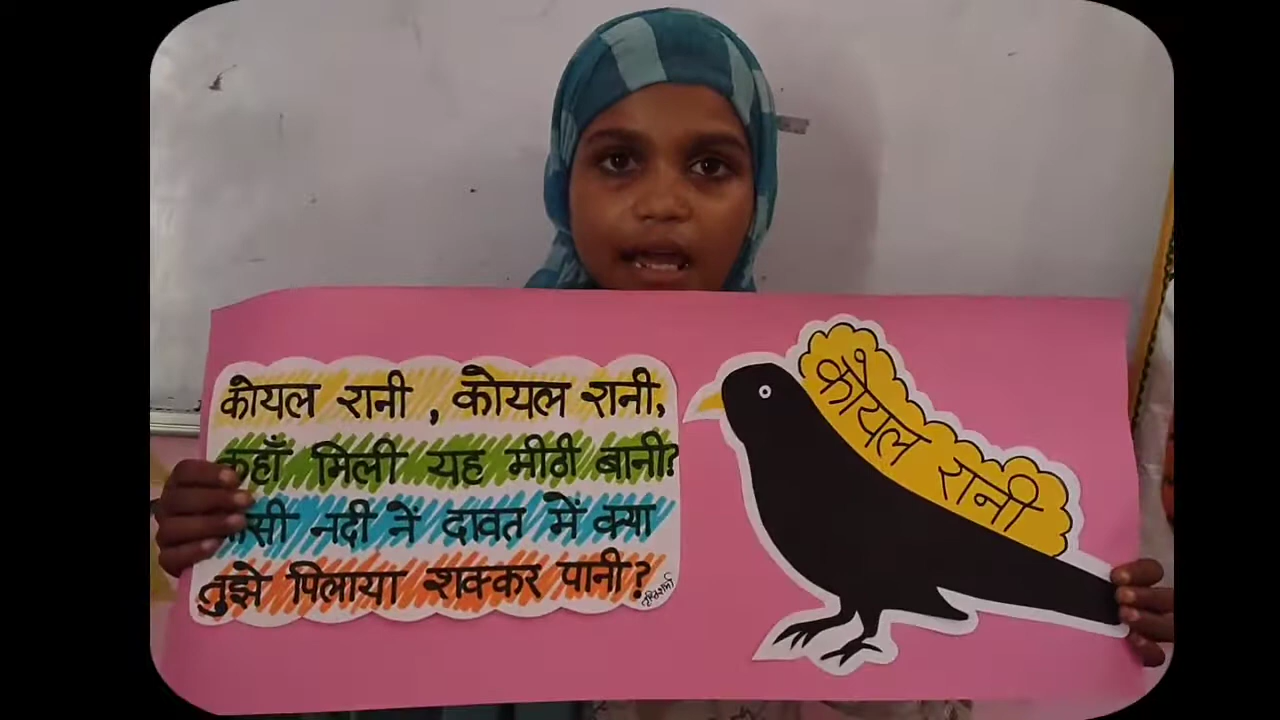 कोयल रानी, कोयल रानी,
कहाँ मिली यह मीठी बानी?
नदी नें दावत में क्या
तुझे पिलाया शक्कर पानी?
कोयल रानी